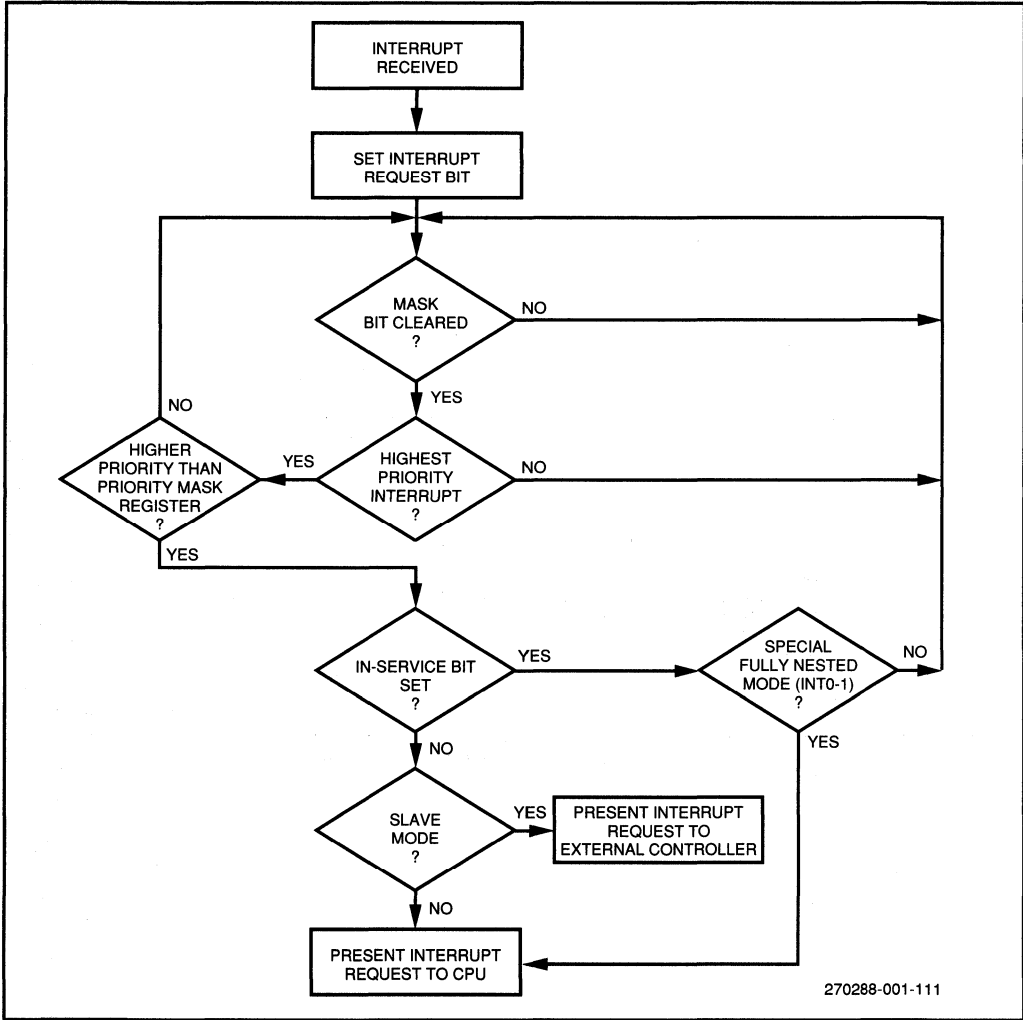 INTERRUPT
RECEIVED
SET INTERRUPT
REQUEST BIT
MASK
BIT CLEARED
?
NO
YES
HIGHEST
PRIORITY
INTERRUPT
?
NO
YES
HIGHER
PRIORITY THAN
PRIORITY MASK
REGISTER
?
NO
YES
IN-SERVICE BIT
SET
?
YES
NO
SPECIAL
FULLY NESTED
MODE (INT0-1)
?
NO
YES
SLAVE
MODE
?
YES
NO
PRESENT INTERRUPT
REQUEST TO
EXTERNAL CONTROLLER
PRESENT INTERRUPT
REQUEST TO CPU
270288-001-111